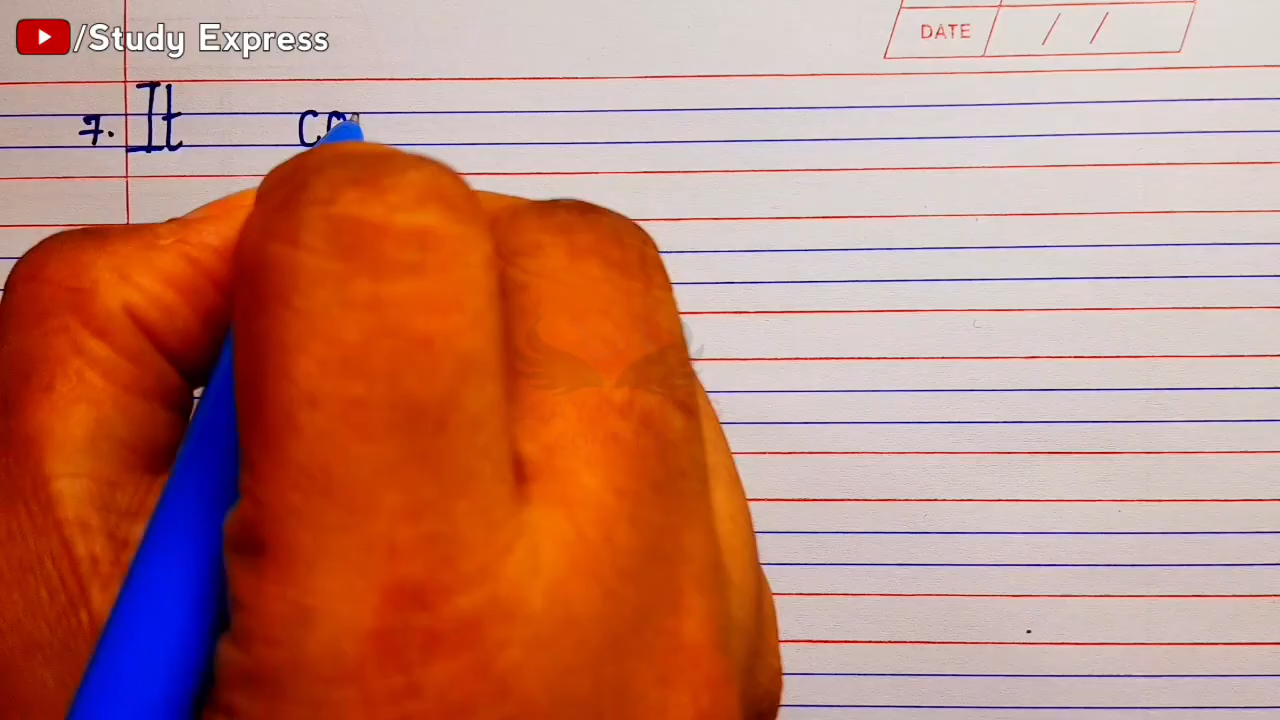 /Study Express
DATE / /
7. It